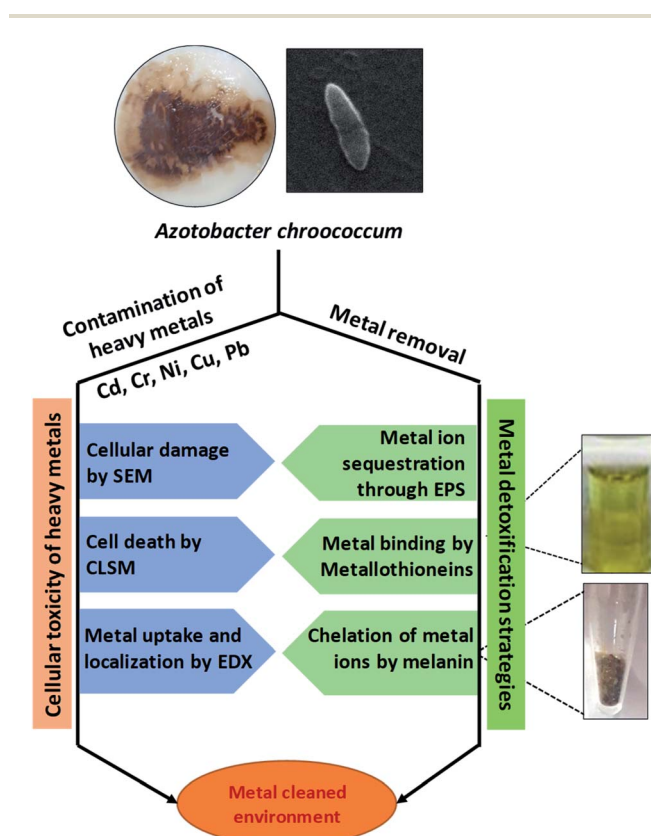 Azotobacter chroococcum
Contamination of
heavy metals
Cd, Cr, Ni, Cu, Pb
Metal removal
Cellular toxicity of heavy metals
Cellular damage
by SEM
Metal ion
sequestration
through EPS
Cell death by
CLSM
Metal binding by
Metallothioneins
Metal uptake and
localization by EDX
Chelation of metal
ions by melanin
Metal detoxification strategies
Metal cleaned
environment